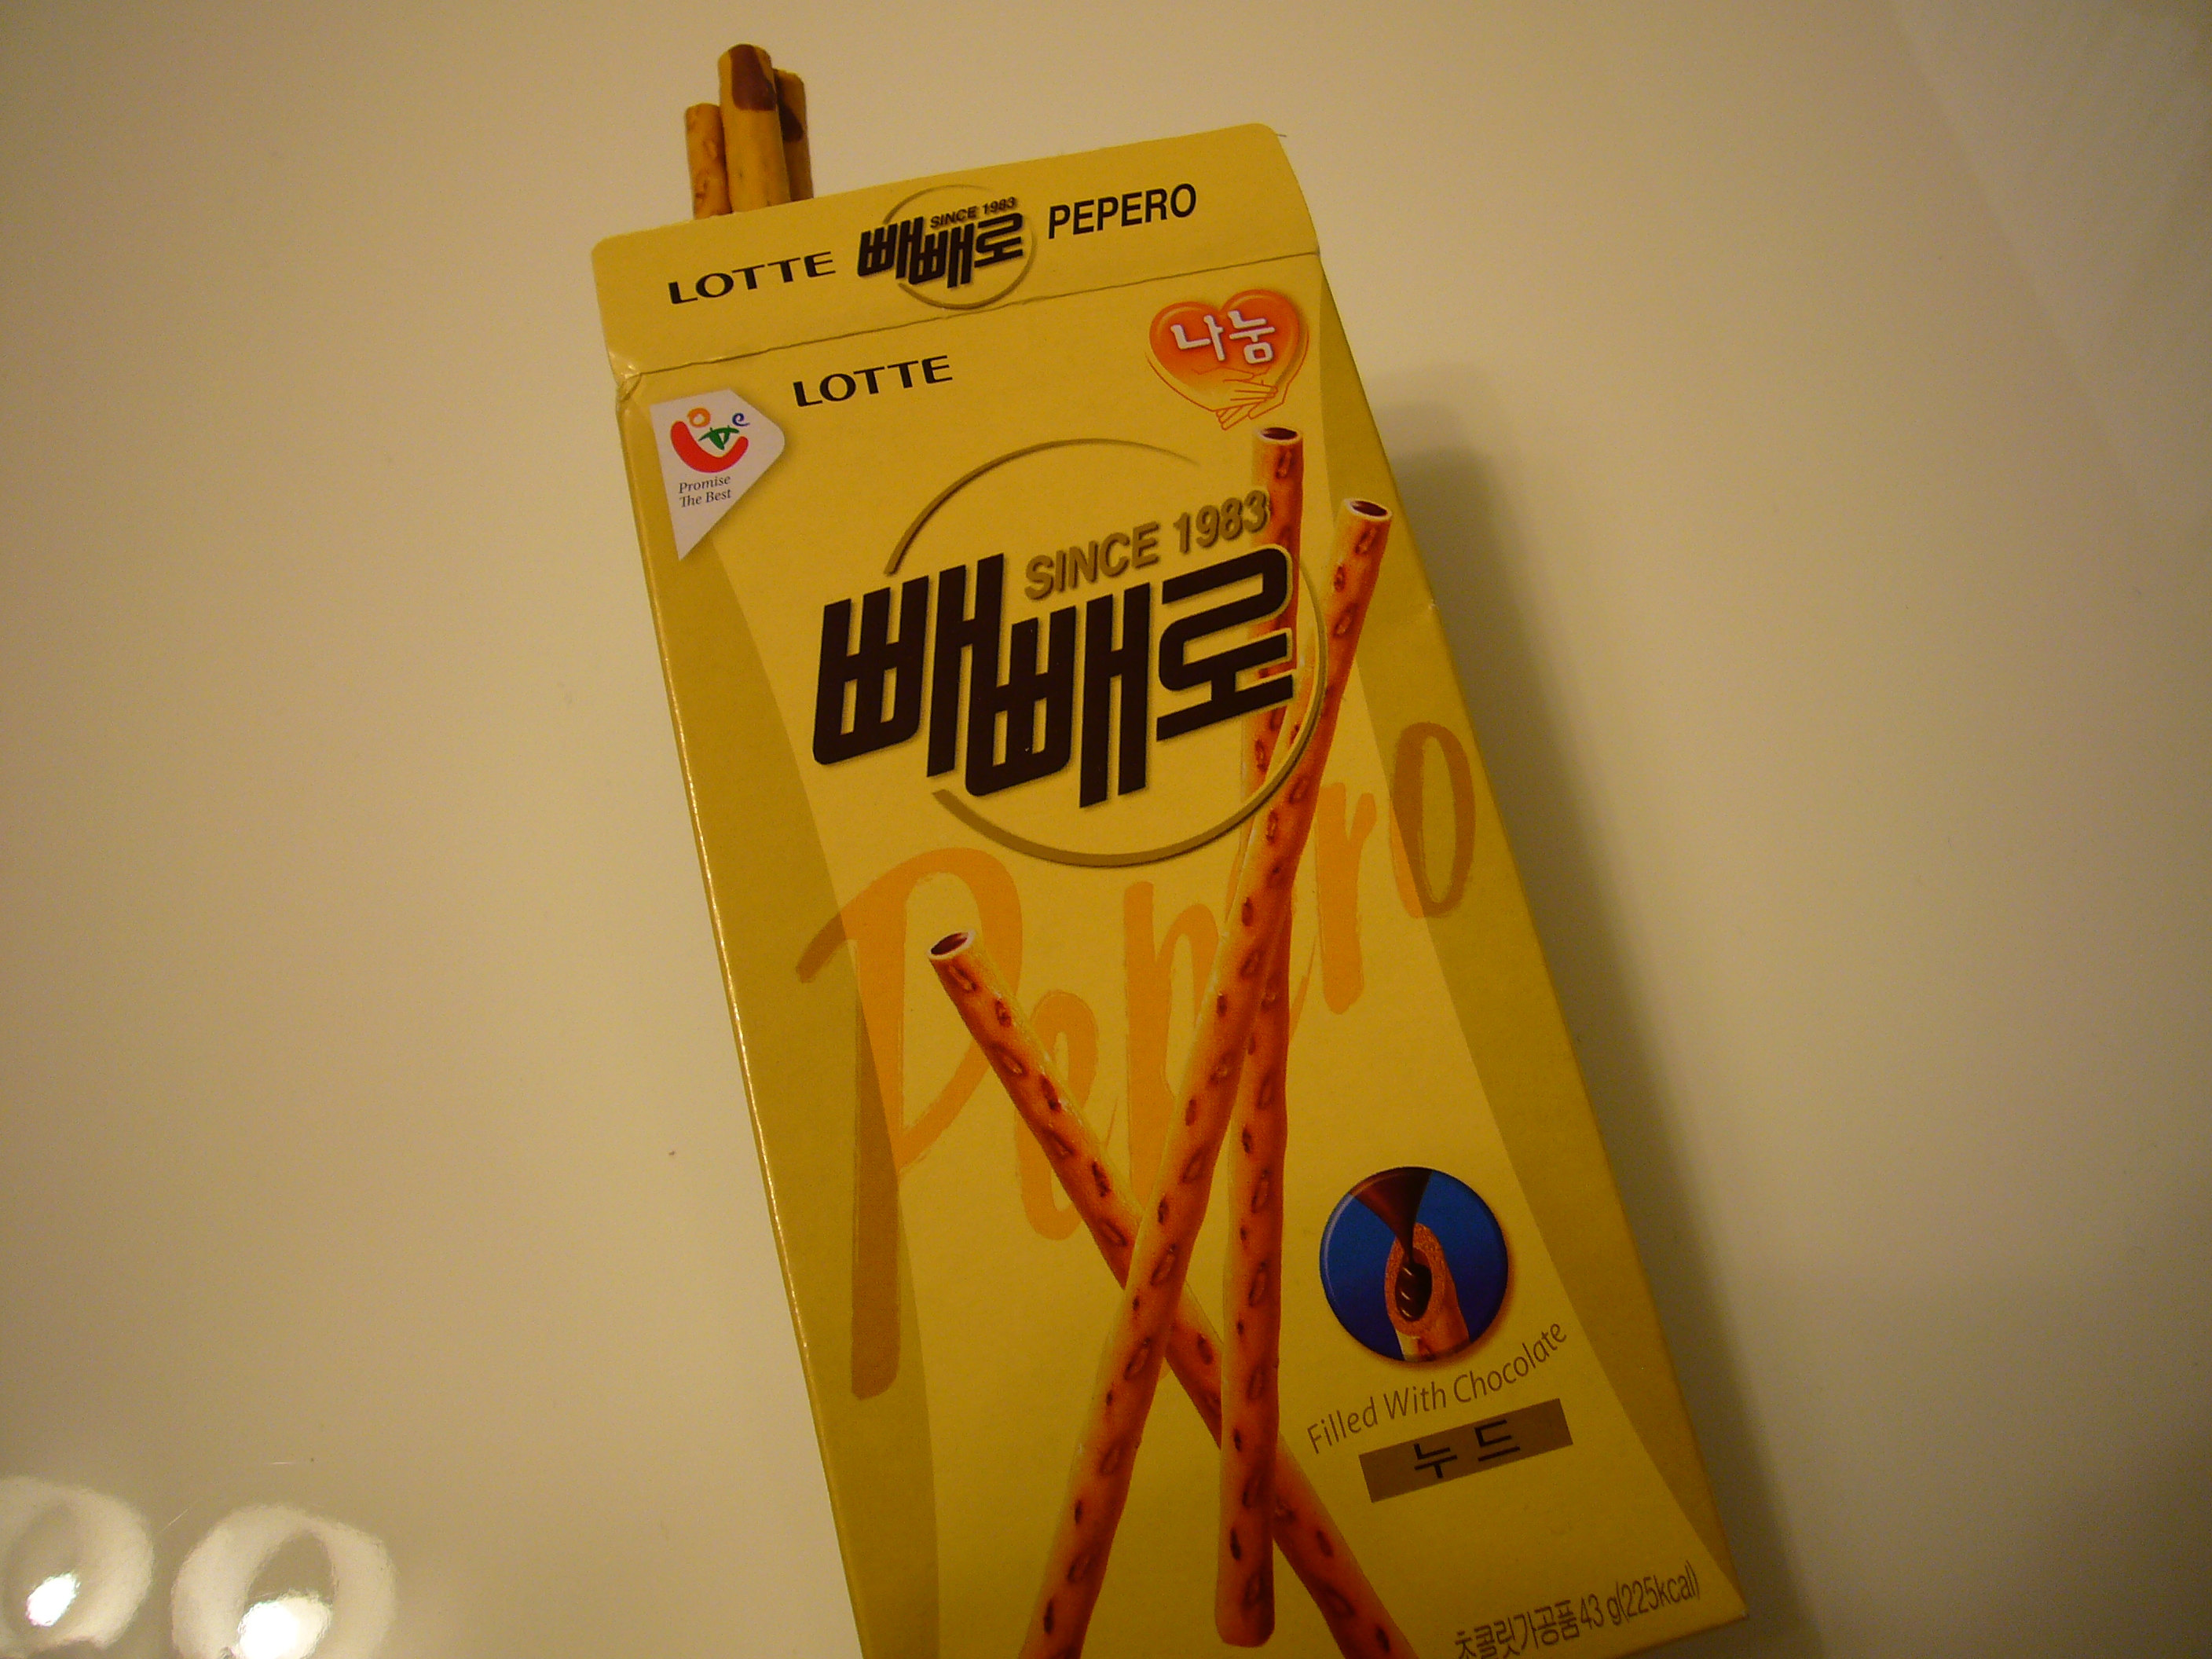 LOTTE 빼빼로 SINCE 1983 PEPERO
LOTTE
나눔
Promise
The Best
SINCE 1983
빼빼로
Pepero
Filled With Chocolate
누드
초콜릿가공품 43 g(225kcal)